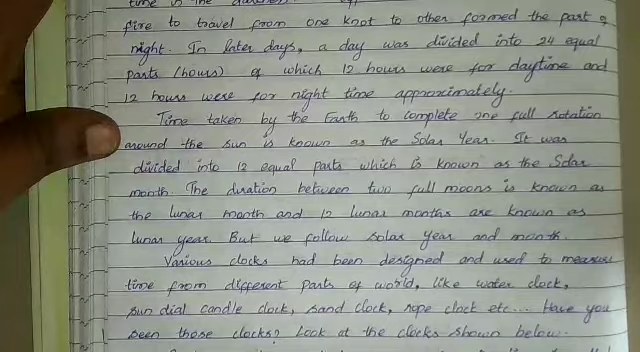 time in the
fire to travel from one knot to other formed the part of
night. In later days, a day was divided into 24 equal
parts (hours) of which 12 hours were for daytime and
12 hours were for night time approximately.
Time taken by the Earth to complete one full rotation
around the sun is known as the Solar Year. It was
divided into 12 equal parts which is known as the Solar
month. The duration between two full moons is known as
the lunar month and 12 lunar months are known as
lunar year. But we follow solar year and month.
Various clocks had been designed and used to measure
time from different parts of world, like water clock,
sun dial candle clock, sand clock, rope clock etc... Have you
seen those clocks? Look at the clocks shown below.